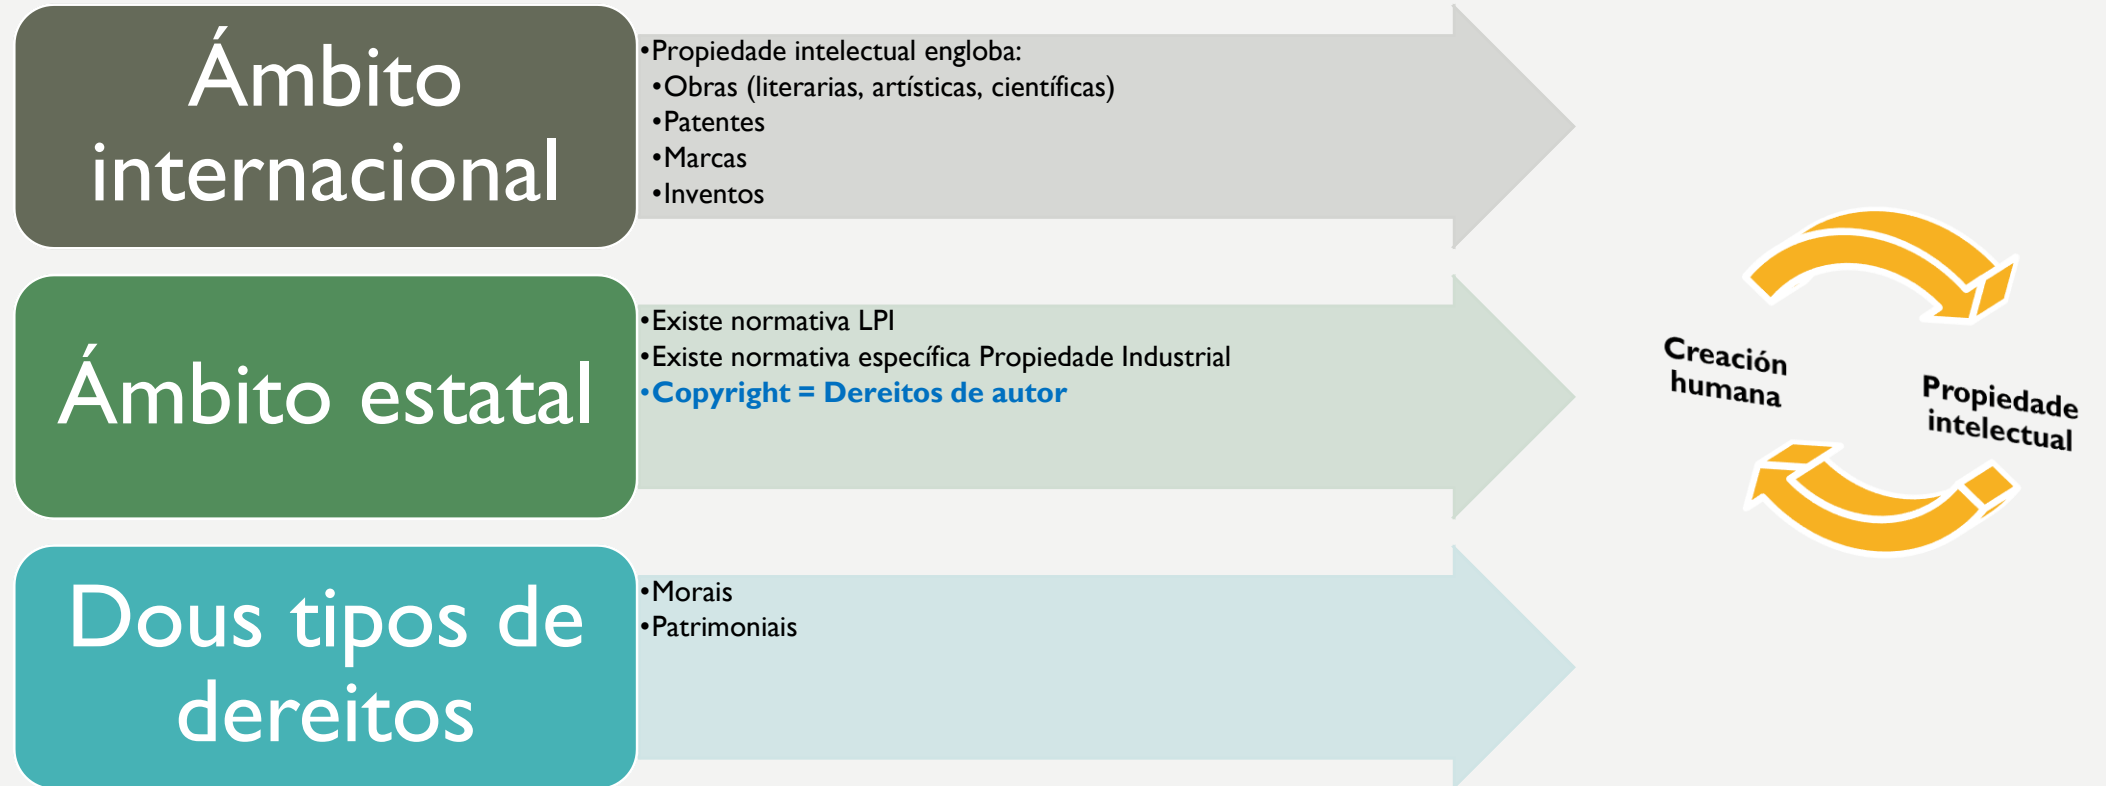 Ámbito
internacional
•Propiedade intelectual engloba:
•Obras (literarias, artísticas, científicas)
•Patentes
•Marcas
•Inventos
Ámbito estatal
•Existe normativa LPI
•Existe normativa específica Propiedade Industrial
•Copyright = Dereitos de autor
Dous tipos de
dereitos
•Morais
•Patrimoniais
Creación
humana
Propiedade
intelectual